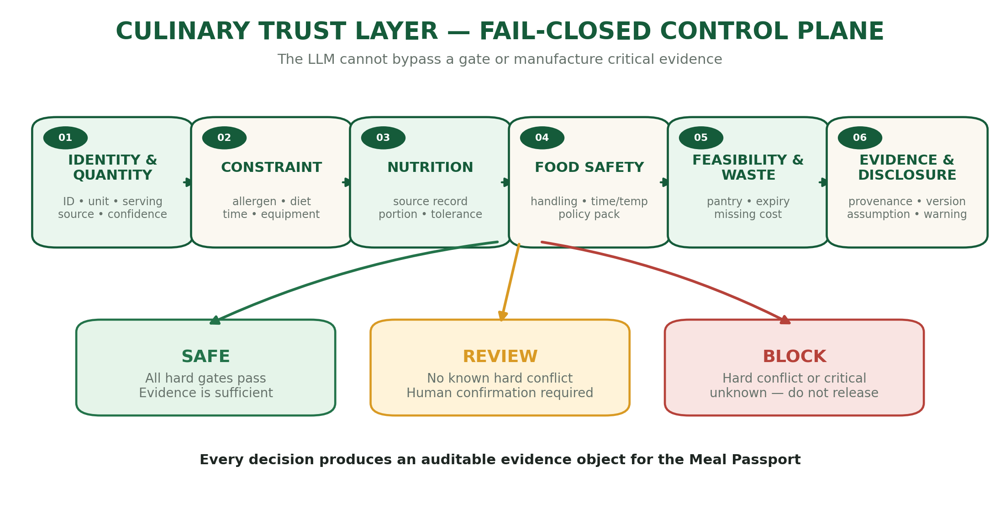 CULINARY TRUST LAYER — FAIL-CLOSED CONTROL PLANE
The LLM cannot bypass a gate or manufacture critical evidence
01
IDENTITY &
QUANTITY
ID • unit • serving
source • confidence
02
CONSTRAINT
allergen • diet
time • equipment
03
NUTRITION
source record
portion • tolerance
04
FOOD SAFETY
handling • time/temp
policy pack
05
FEASIBILITY &
WASTE
pantry • expiry
missing cost
06
EVIDENCE &
DISCLOSURE
provenance • version
assumption • warning
SAFE
All hard gates pass
Evidence is sufficient
REVIEW
No known hard conflict
Human confirmation required
BLOCK
Hard conflict or critical
unknown — do not release
Every decision produces an auditable evidence object for the Meal Passport